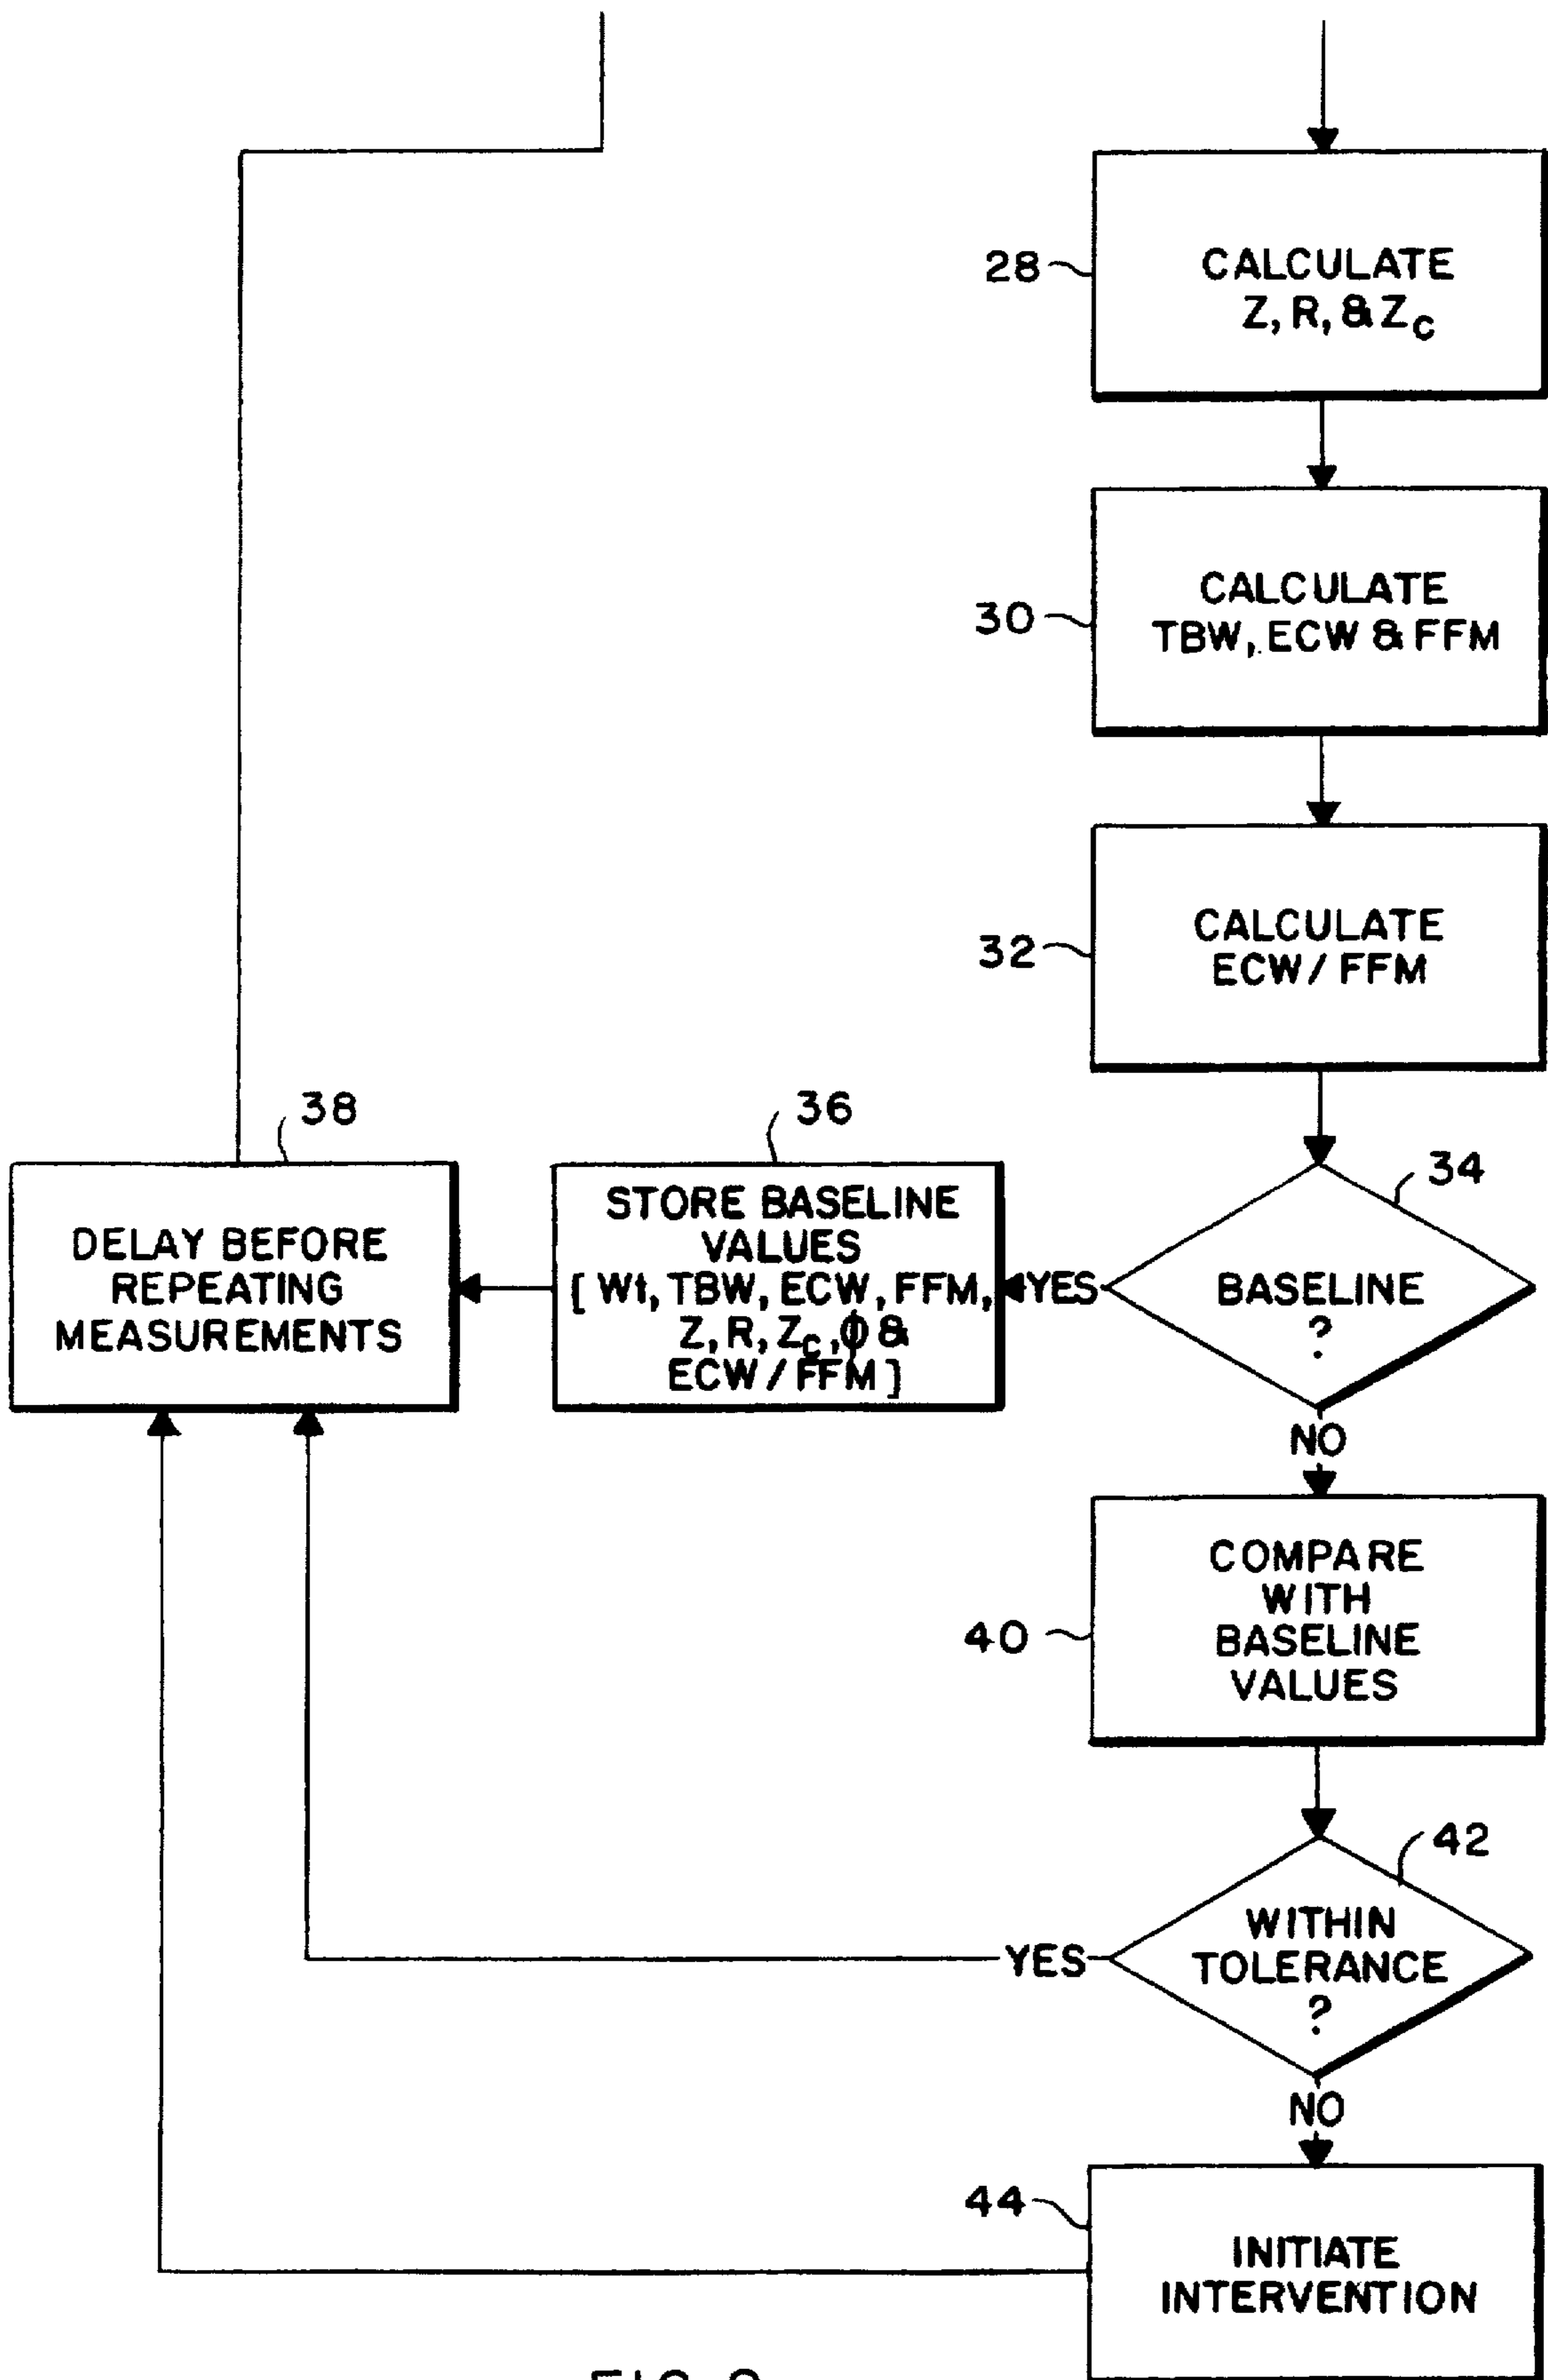 28
CALCULATE
Z, R, & Zc
30
CALCULATE
TBW, ECW & FFM
32
CALCULATE
ECW/FFM
38
DELAY BEFORE
REPEATING
MEASUREMENTS
36
STORE BASELINE
VALUES
[Wt, TBW, ECW, FFM,
Z, R, Zc, ϕ &
ECW/FFM]
YES
34
BASELINE
?
NO
40
COMPARE
WITH
BASELINE
VALUES
42
WITHIN
TOLERANCE
?
YES
NO
44
INITIATE
INTERVENTION